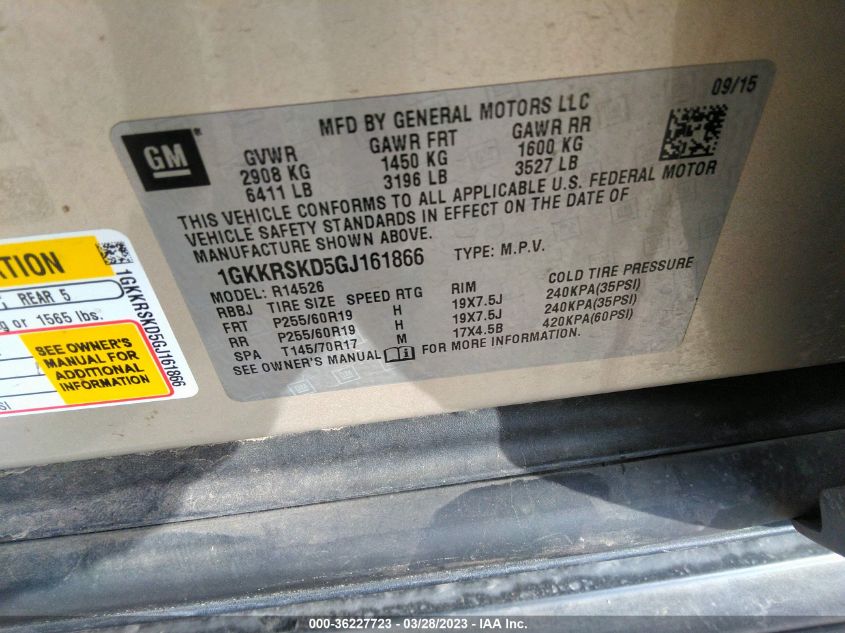 09/15
MFD BY GENERAL MOTORS LLC
GM
GVWR GAWR FRT GAWR RR
2908 KG 1450 KG 1600 KG
6411 LB 3196 LB 3527 LB
THIS VEHICLE CONFORMS TO ALL APPLICABLE U.S. FEDERAL MOTOR
VEHICLE SAFETY STANDARDS IN EFFECT ON THE DATE OF
MANUFACTURE SHOWN ABOVE.
1GKKRSKD5GJ161866 TYPE: M.P.V.
MODEL: R14526
RBBJ TIRE SIZE SPEED RTG RIM COLD TIRE PRESSURE
FRT P255/60R19 H 19X7.5J 240KPA(35PSI)
RR P255/60R19 H 19X7.5J 240KPA(35PSI)
SPA T145/70R17 M 17X4.5B 420KPA(60PSI)
SEE OWNER'S MANUAL FOR MORE INFORMATION.
REAR 5
or 1565 lbs.
SEE OWNER'S
MANUAL FOR
ADDITIONAL
INFORMATION
1GKKRSKD5GJ161866
000-36227723 - 03/28/2023 - IAA Inc.